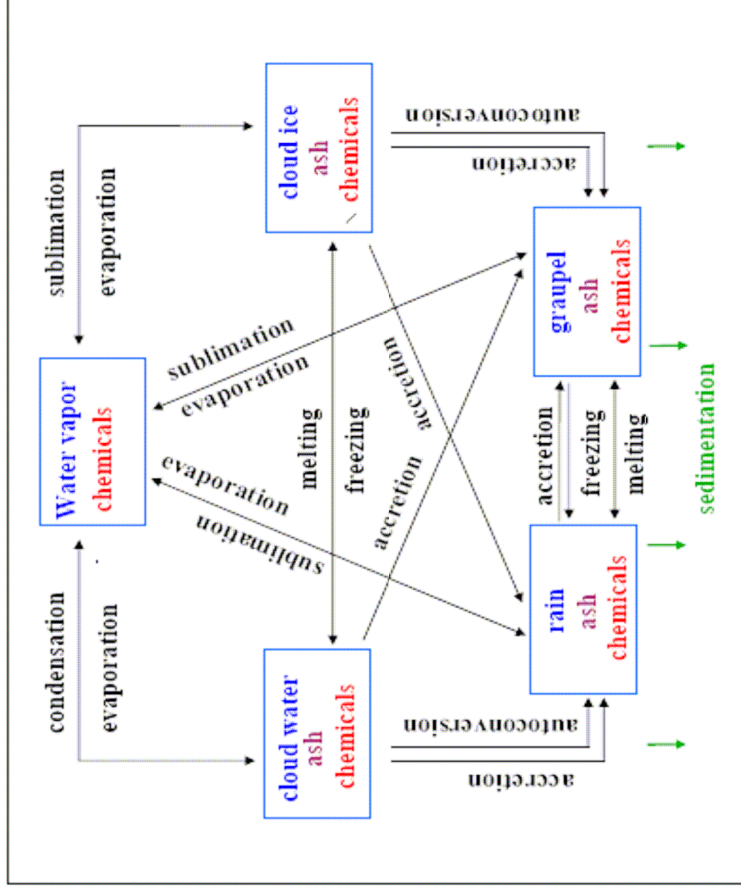 condensation
evaporation
sublimation
evaporation
Water vapor
chemicals
evaporation
sublimation
sublimation
evaporation
cloud water
ash
chemicals
melting
freezing
cloud ice
ash
chemicals
accretion
accretion
autoconversion
accretion
autoconversion
accretion
rain
ash
chemicals
accretion
freezing
melting
graupel
ash
chemicals
sedimentation